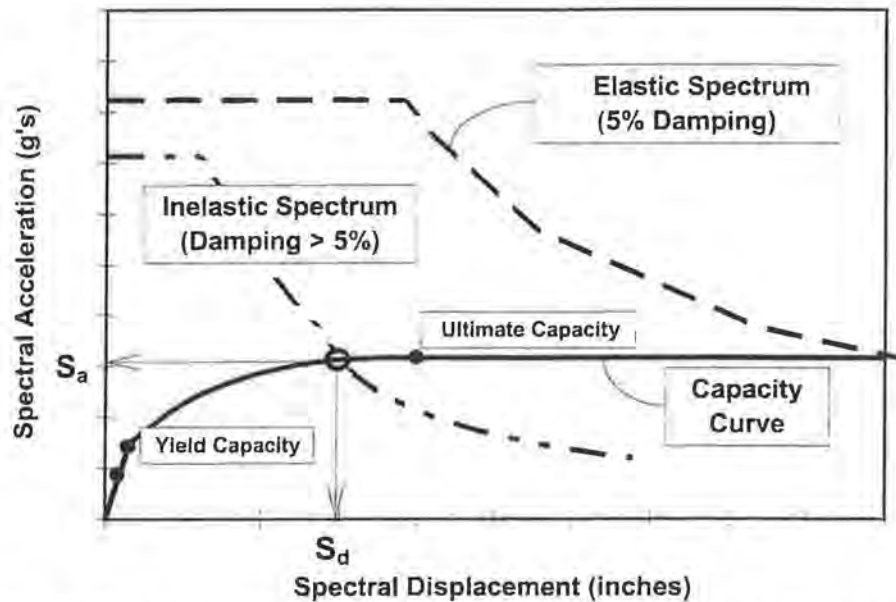 Elastic Spectrum
(5% Damping)
Inelastic Spectrum
(Damping > 5%)
Ultimate Capacity
Capacity
Curve
Yield Capacity
Sa
Sd
Spectral Acceleration (g's)
Spectral Displacement (inches)